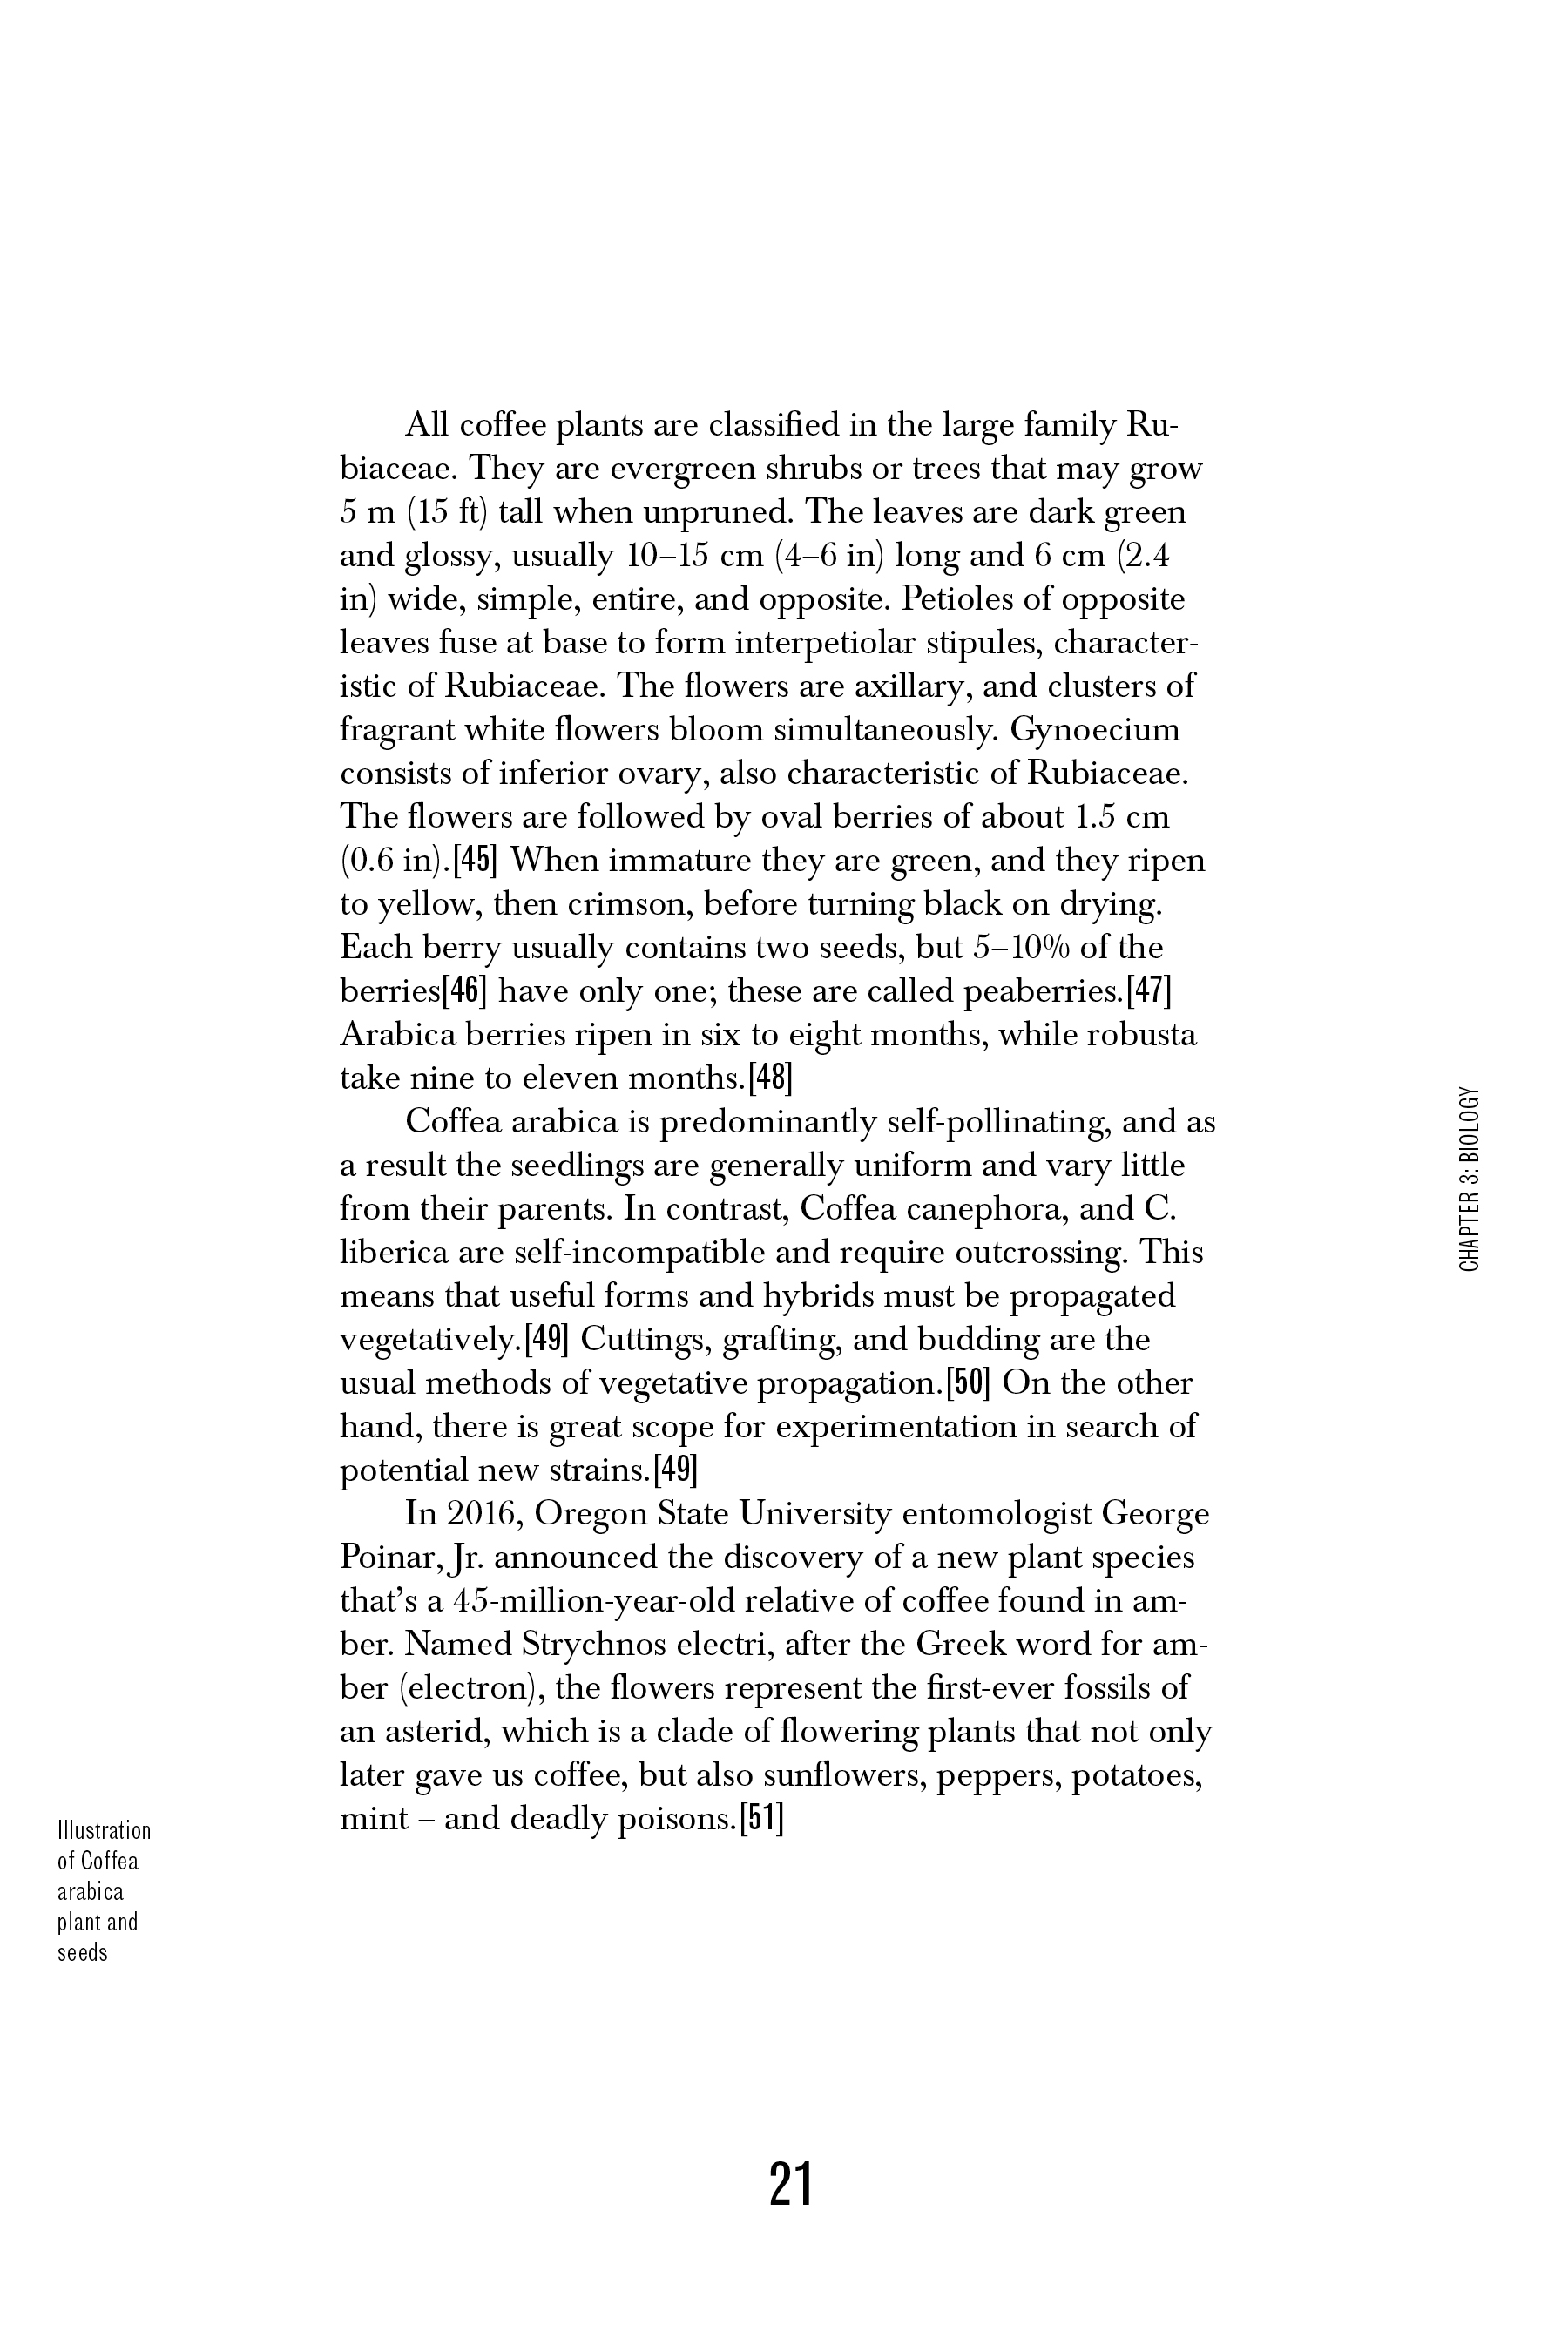 All coffee plants are classified in the large family Ru-
biaceae. They are evergreen shrubs or trees that may grow
5 m (15 ft) tall when unpruned. The leaves are dark green
and glossy, usually 10–15 cm (4–6 in) long and 6 cm (2.4
in) wide, simple, entire, and opposite. Petioles of opposite
leaves fuse at base to form interpetiolar stipules, character-
istic of Rubiaceae. The flowers are axillary, and clusters of
fragrant white flowers bloom simultaneously. Gynoecium
consists of inferior ovary, also characteristic of Rubiaceae.
The flowers are followed by oval berries of about 1.5 cm
(0.6 in).[45] When immature they are green, and they ripen
to yellow, then crimson, before turning black on drying.
Each berry usually contains two seeds, but 5–10% of the
berries[46] have only one; these are called peaberries.[47]
Arabica berries ripen in six to eight months, while robusta
take nine to eleven months.[48]
Coffea arabica is predominantly self-pollinating, and as
a result the seedlings are generally uniform and vary little
from their parents. In contrast, Coffea canephora, and C.
liberica are self-incompatible and require outcrossing. This
means that useful forms and hybrids must be propagated
vegetatively.[49] Cuttings, grafting, and budding are the
usual methods of vegetative propagation.[50] On the other
hand, there is great scope for experimentation in search of
potential new strains.[49]
In 2016, Oregon State University entomologist George
Poinar, Jr. announced the discovery of a new plant species
that’s a 45-million-year-old relative of coffee found in am-
ber. Named Strychnos electri, after the Greek word for am-
ber (electron), the flowers represent the first-ever fossils of
an asterid, which is a clade of flowering plants that not only
later gave us coffee, but also sunflowers, peppers, potatoes,
mint – and deadly poisons.[51]
Illustration
of Coffea
arabica
plant and
seeds
CHAPTER 3: BIOLOGY
21